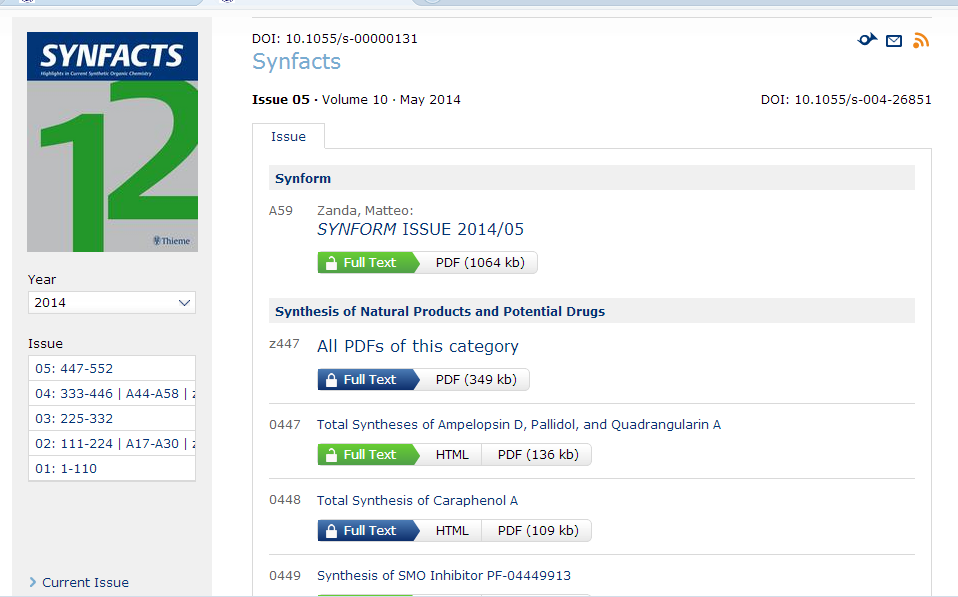 SYNFACTS
Highlights in Current Synthetic Organic Chemistry
12
Thieme
Year
2014
Issue
05: 447-552
04: 333-446 | A44-A58 | z
03: 225-332
02: 111-224 | A17-A30 | z
01: 1-110
Current Issue
DOI: 10.1055/s-00000131
Synfacts
Issue 05 · Volume 10 · May 2014
DOI: 10.1055/s-004-26851
Issue
Synform
A59
Zanda, Matteo:
SYNFORM ISSUE 2014/05
Full Text PDF (1064 kb)
Synthesis of Natural Products and Potential Drugs
z447 All PDFs of this category
Full Text PDF (349 kb)
0447 Total Syntheses of Ampelopsin D, Pallidol, and Quadrangularin A
Full Text HTML PDF (136 kb)
0448 Total Synthesis of Caraphenol A
Full Text HTML PDF (109 kb)
0449 Synthesis of SMO Inhibitor PF-04449913